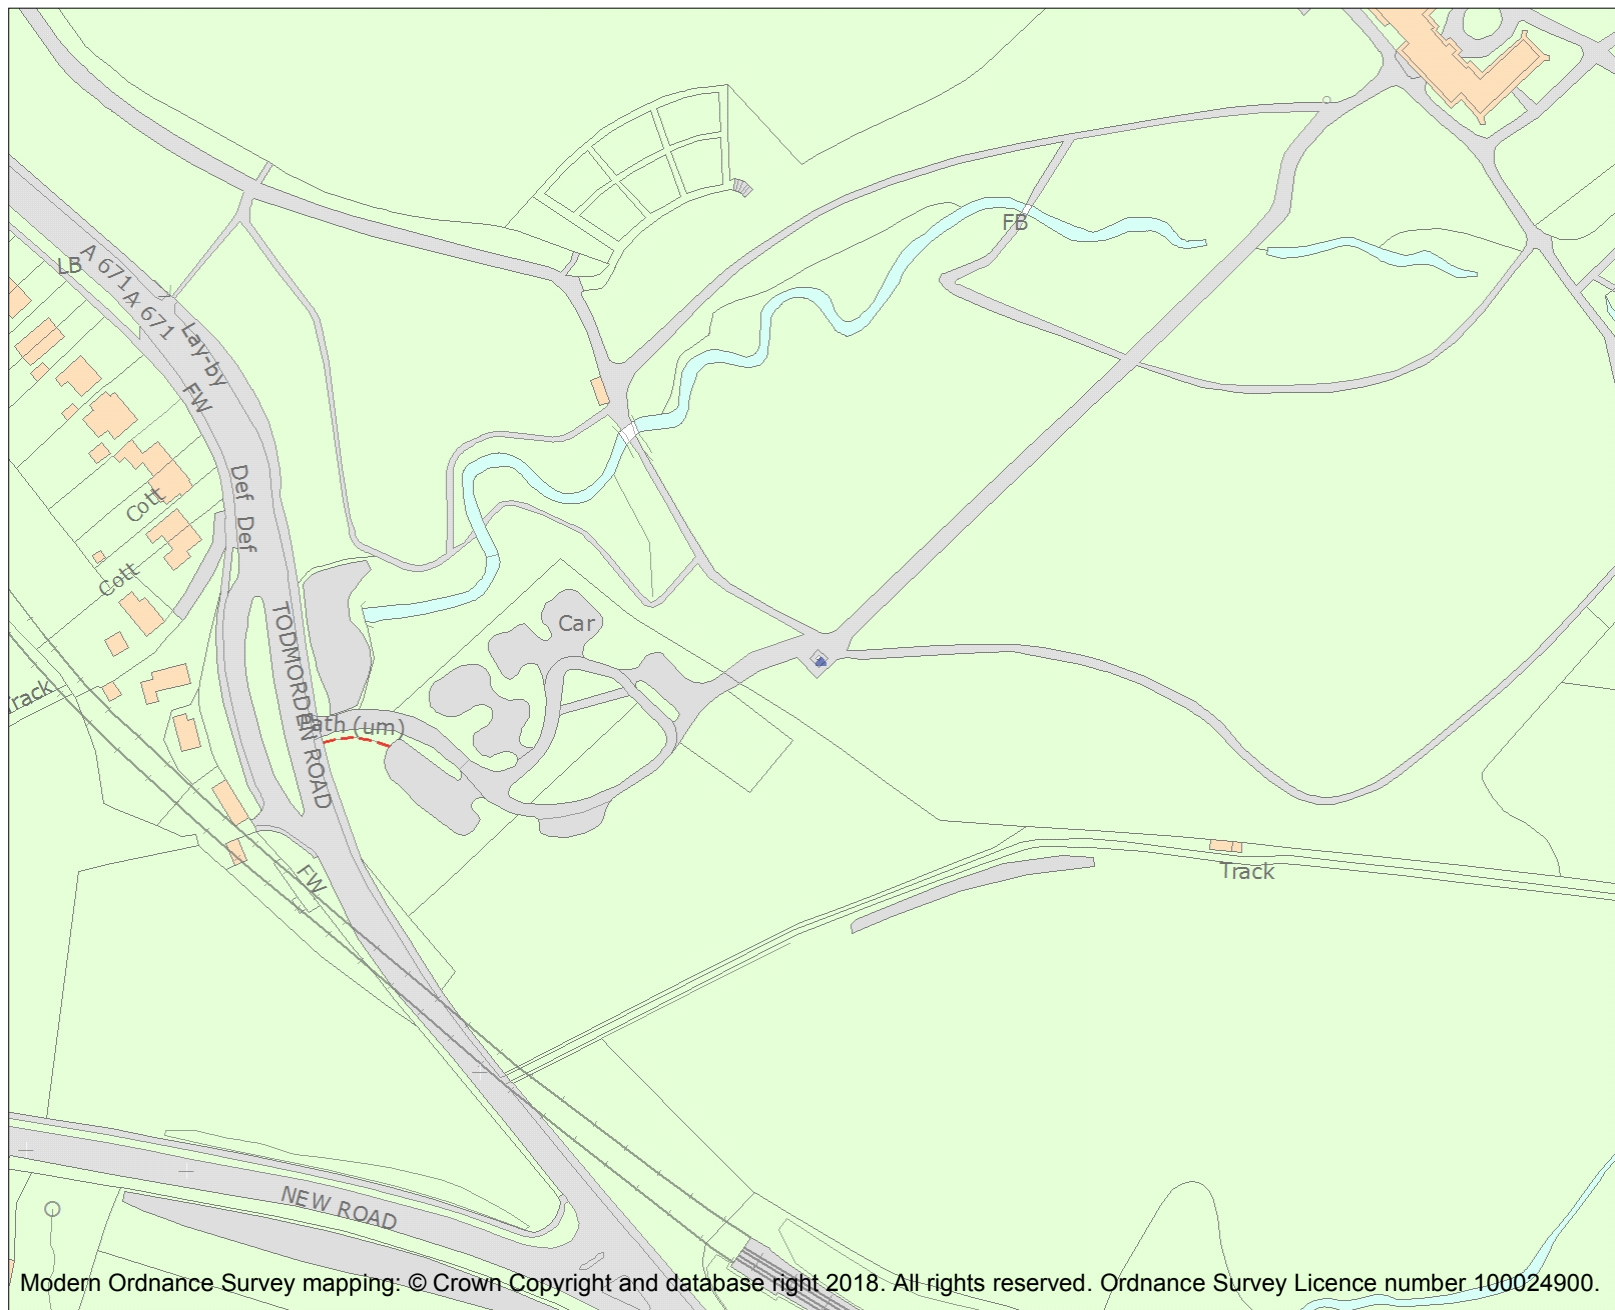 FB
LB
A 671
A 671
Lay-by
FW
Def
Cott
Def
Cott
Car
TODMORDEN ROAD
Track
Path (um)
Track
FW
NEW ROAD
Modern Ordnance Survey mapping: © Crown Copyright and database right 2018. All rights reserved. Ordnance Survey Licence number 100024900.